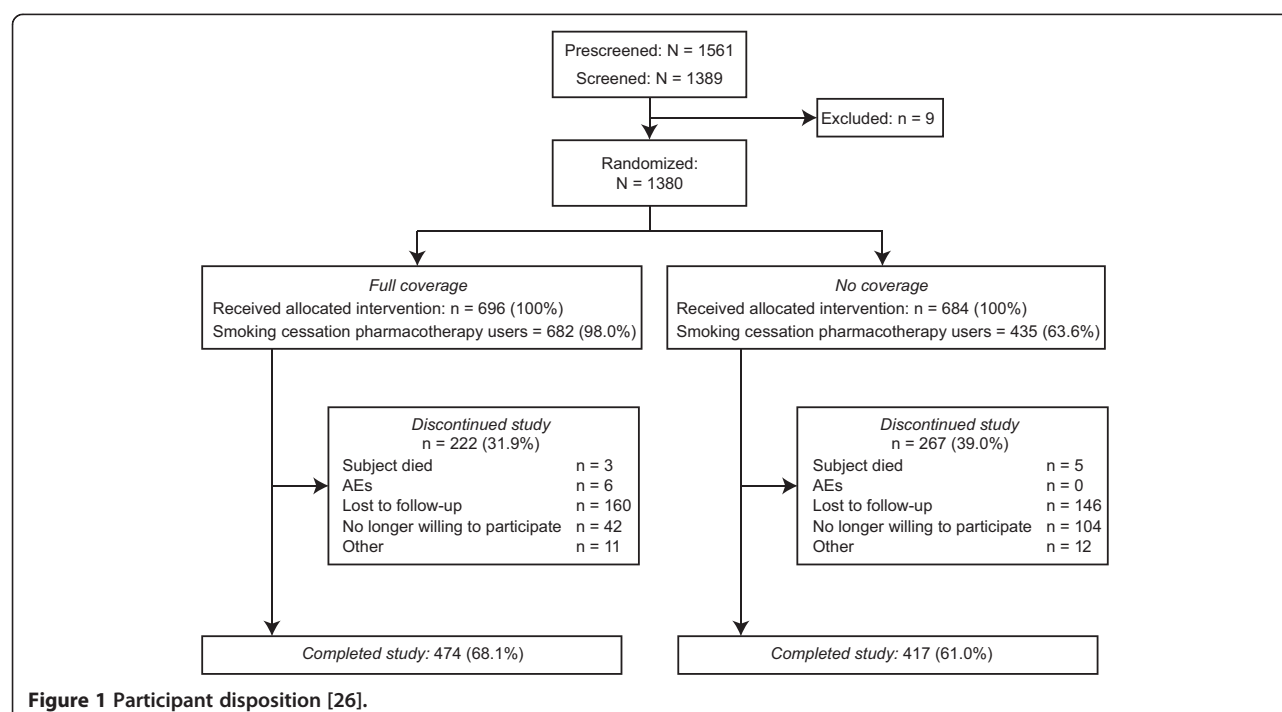 Prescreened: N = 1561
Screened: N = 1389
Excluded: n = 9
Randomized:
N = 1380
Full coverage
Received allocated intervention: n = 696 (100%)
Smoking cessation pharmacotherapy users = 682 (98.0%)
No coverage
Received allocated intervention: n = 684 (100%)
Smoking cessation pharmacotherapy users = 435 (63.6%)
Discontinued study
n = 222 (31.9%)
Subject died n = 3
AEs n = 6
Lost to follow-up n = 160
No longer willing to participate n = 42
Other n = 11
Discontinued study
n = 267 (39.0%)
Subject died n = 5
AEs n = 0
Lost to follow-up n = 146
No longer willing to participate n = 104
Other n = 12
Completed study: 474 (68.1%)
Completed study: 417 (61.0%)
Figure 1 Participant disposition [26].